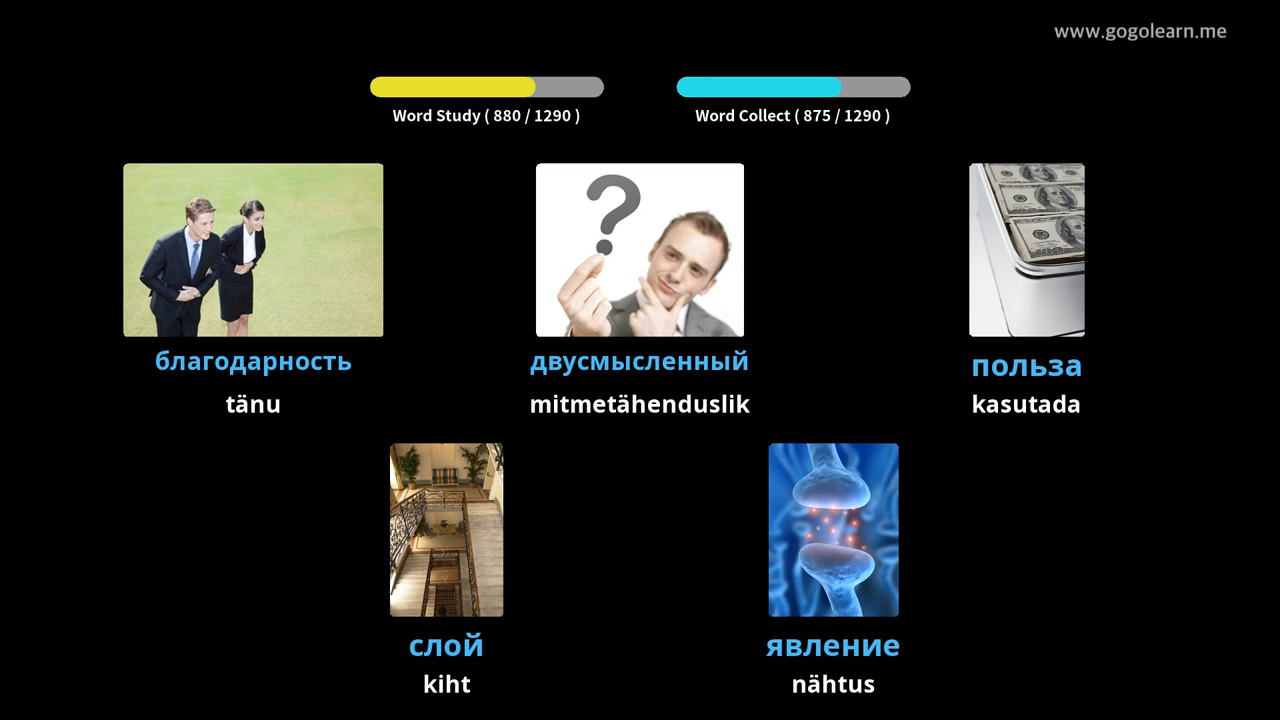 www.gogolearn.me
Word Study ( 880 / 1290 )
Word Collect ( 875 / 1290 )
благодарность
tänu
двусмысленный
mitmetähenduslik
польза
kasutada
слой
kiht
явление
nähtus